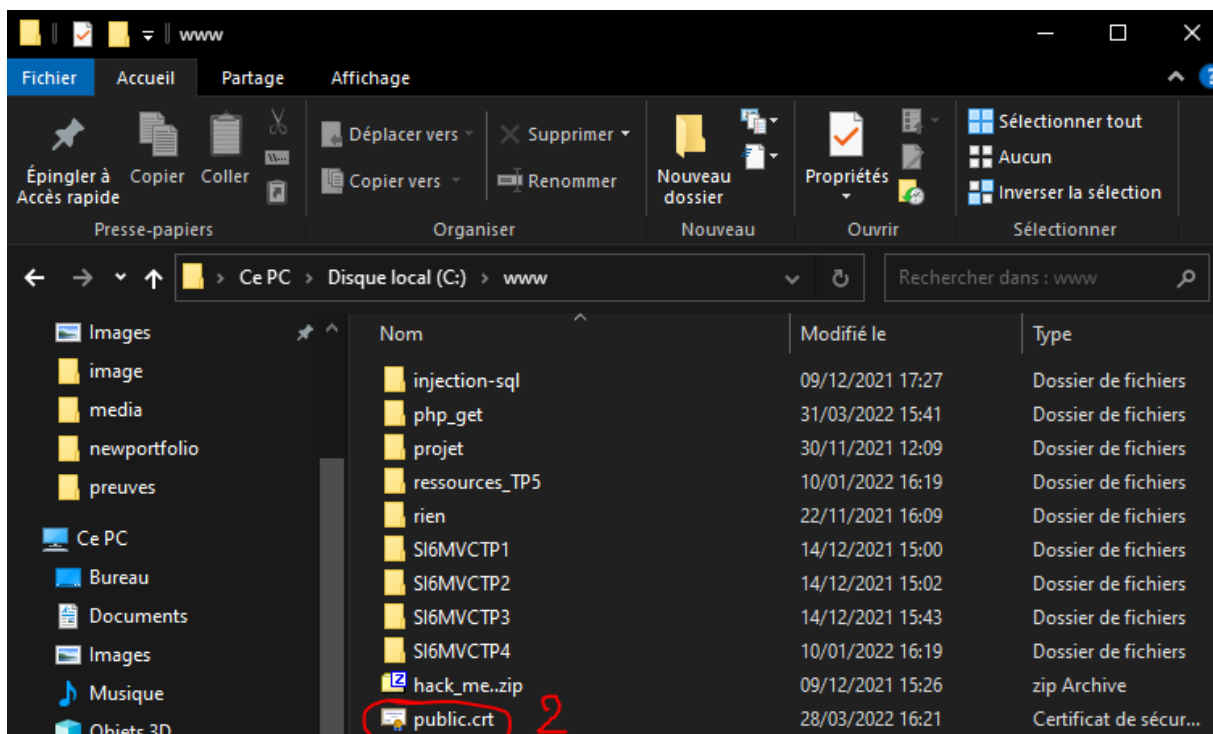 www
Fichier Accueil Partage Affichage
Épingler à Accès rapide
Copier
Coller
Déplacer vers
Copier vers
Supprimer
Renommer
Nouveau dossier
Propriétés
Sélectionner tout
Aucun
Inverser la sélection
Presse-papiers Organiser Nouveau Ouvrir Sélectionner
Ce PC > Disque local (C:) > www
Rechercher dans : www
Images
image
media
newportfolio
preuves
Ce PC
Bureau
Documents
Images
Musique
Objets 3D
Nom Modifié le Type
injection-sql 09/12/2021 17:27 Dossier de fichiers
php_get 31/03/2022 15:41 Dossier de fichiers
projet 30/11/2021 12:09 Dossier de fichiers
ressources_TP5 10/01/2022 16:19 Dossier de fichiers
rien 22/11/2021 16:09 Dossier de fichiers
SI6MVCTP1 14/12/2021 15:00 Dossier de fichiers
SI6MVCTP2 14/12/2021 15:02 Dossier de fichiers
SI6MVCTP3 14/12/2021 15:43 Dossier de fichiers
SI6MVCTP4 10/01/2022 16:19 Dossier de fichiers
hack_me..zip 09/12/2021 15:26 zip Archive
public.crt 2 28/03/2022 16:21 Certificat de sécur...